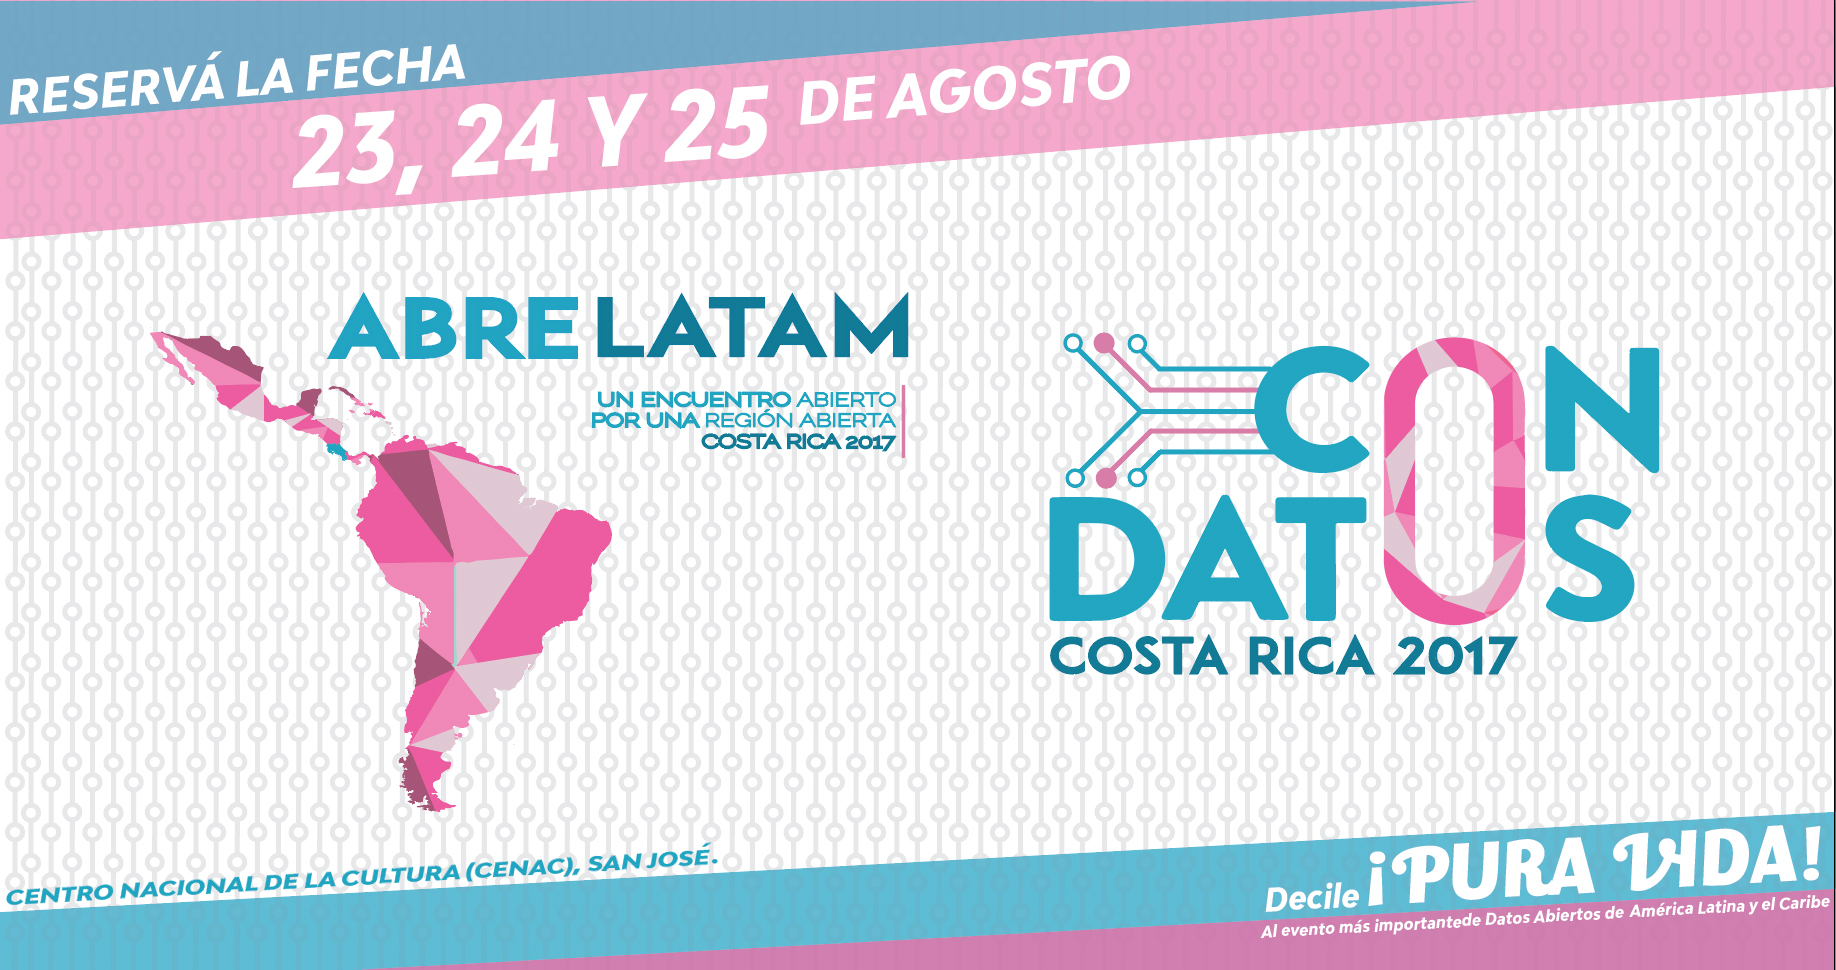 RESERVÁ LA FECHA
23, 24 Y 25 DE AGOSTO
ABRELATAM
UN ENCUENTRO ABIERTO
POR UNA REGIÓN ABIERTA
COSTA RICA 2017
CON
DATOS
COSTA RICA 2017
CENTRO NACIONAL DE LA CULTURA (CENAC), SAN JOSÉ.
Decile ¡PURA VIDA!
Al evento más importantede Datos Abiertos de América Latina y el Caribe